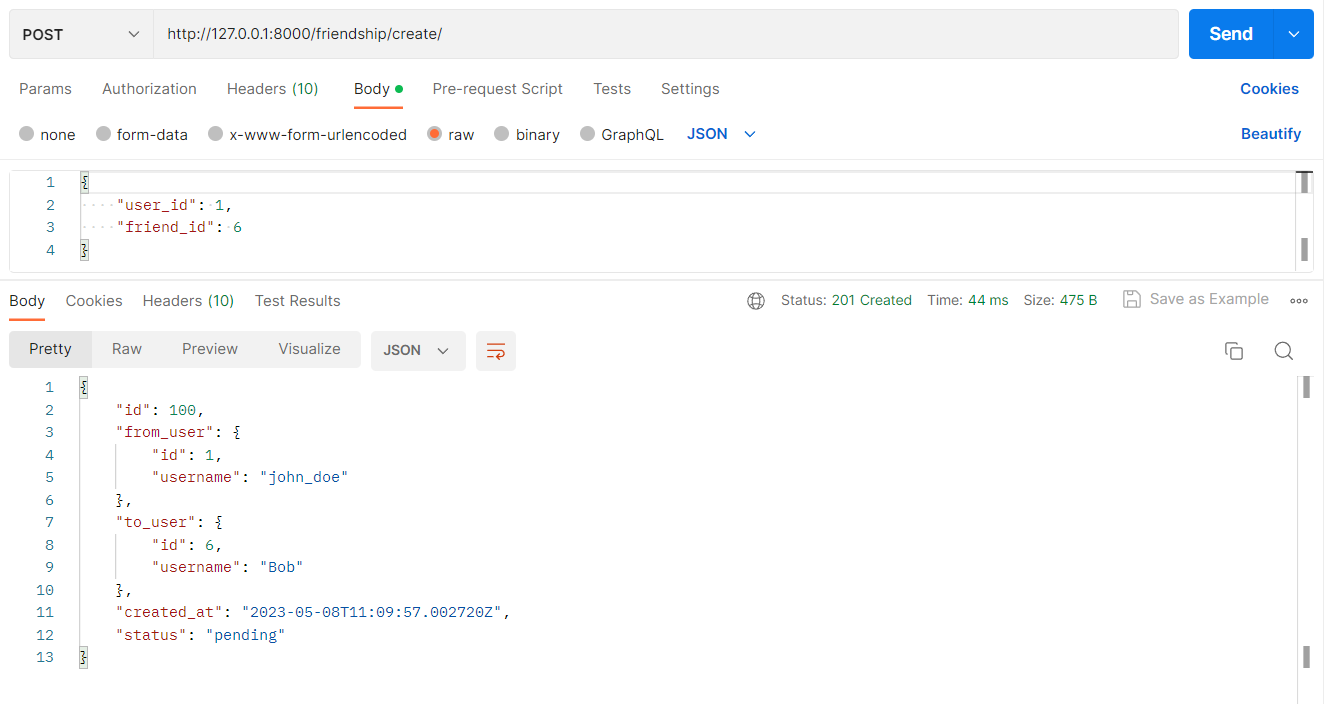 POST http://127.0.0.1:8000/friendship/create/ Send
Params Authorization Headers (10) Body Pre-request Script Tests Settings Cookies
none form-data x-www-form-urlencoded raw binary GraphQL JSON Beautify
1 {
2 ····"user_id":·1,
3 ····"friend_id":·6
4 }
Body Cookies Headers (10) Test Results Status: 201 Created Time: 44 ms Size: 475 B Save as Example
Pretty Raw Preview Visualize JSON
1 {
2 "id": 100,
3 "from_user": {
4 "id": 1,
5 "username": "john_doe"
6 },
7 "to_user": {
8 "id": 6,
9 "username": "Bob"
10 },
11 "created_at": "2023-05-08T11:09:57.002720Z",
12 "status": "pending"
13 }